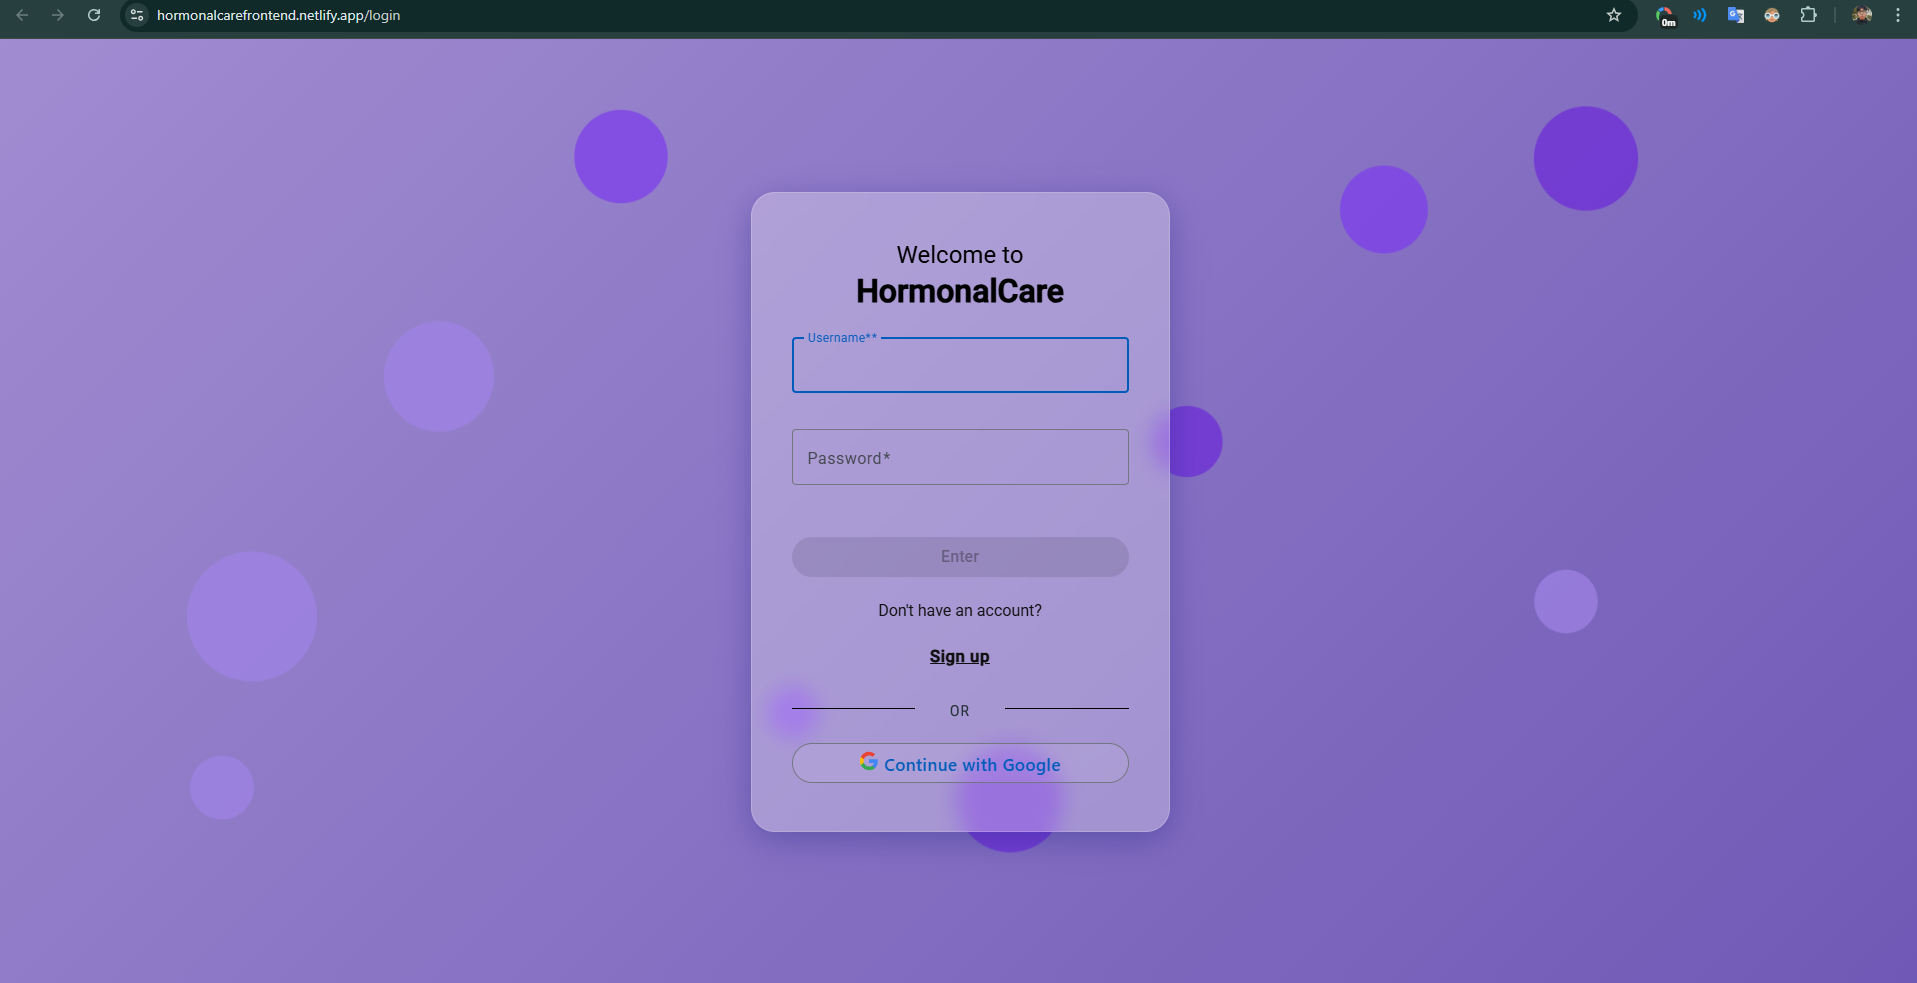 hormonalcarefrontend.netlify.app/login
0m
Welcome to
HormonalCare
Username**
Password*
Enter
Don't have an account?
Sign up
OR
Continue with Google